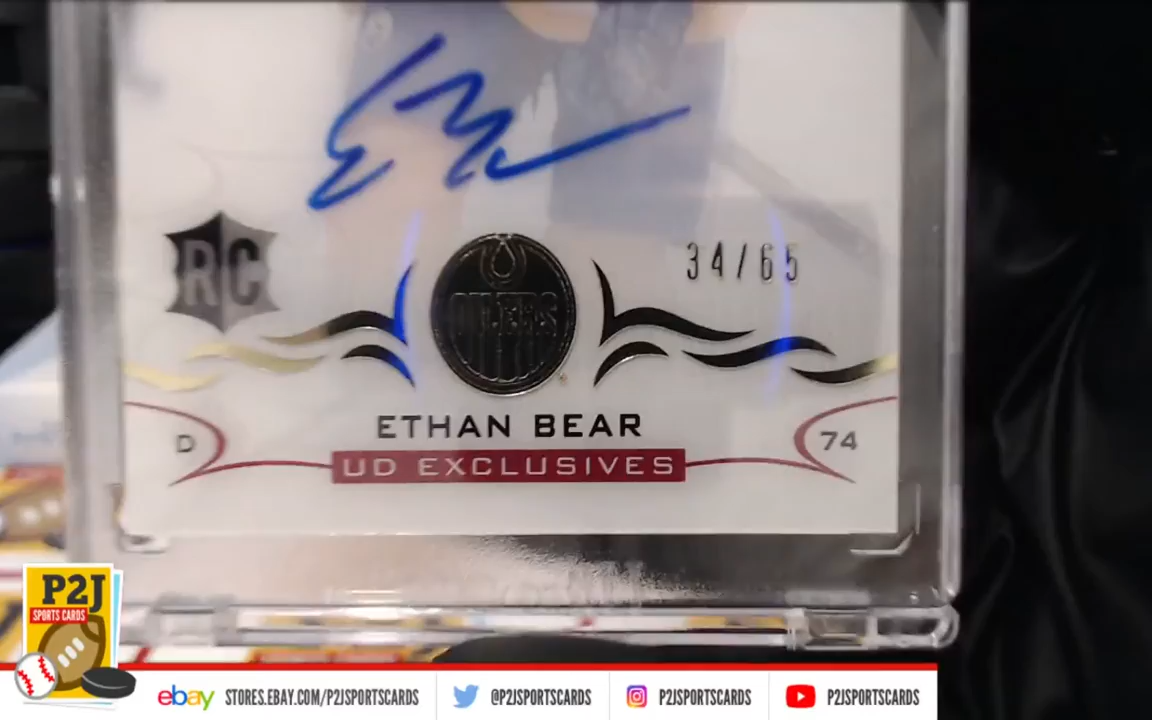 RC
34/65
OILERS
ETHAN BEAR
D
74
UD EXCLUSIVES
P2J
SPORTS CARDS
ebay STORES.EBAY.COM/P2JSPORTSCARDS @P2JSPORTSCARDS P2JSPORTSCARDS P2JSPORTSCARDS